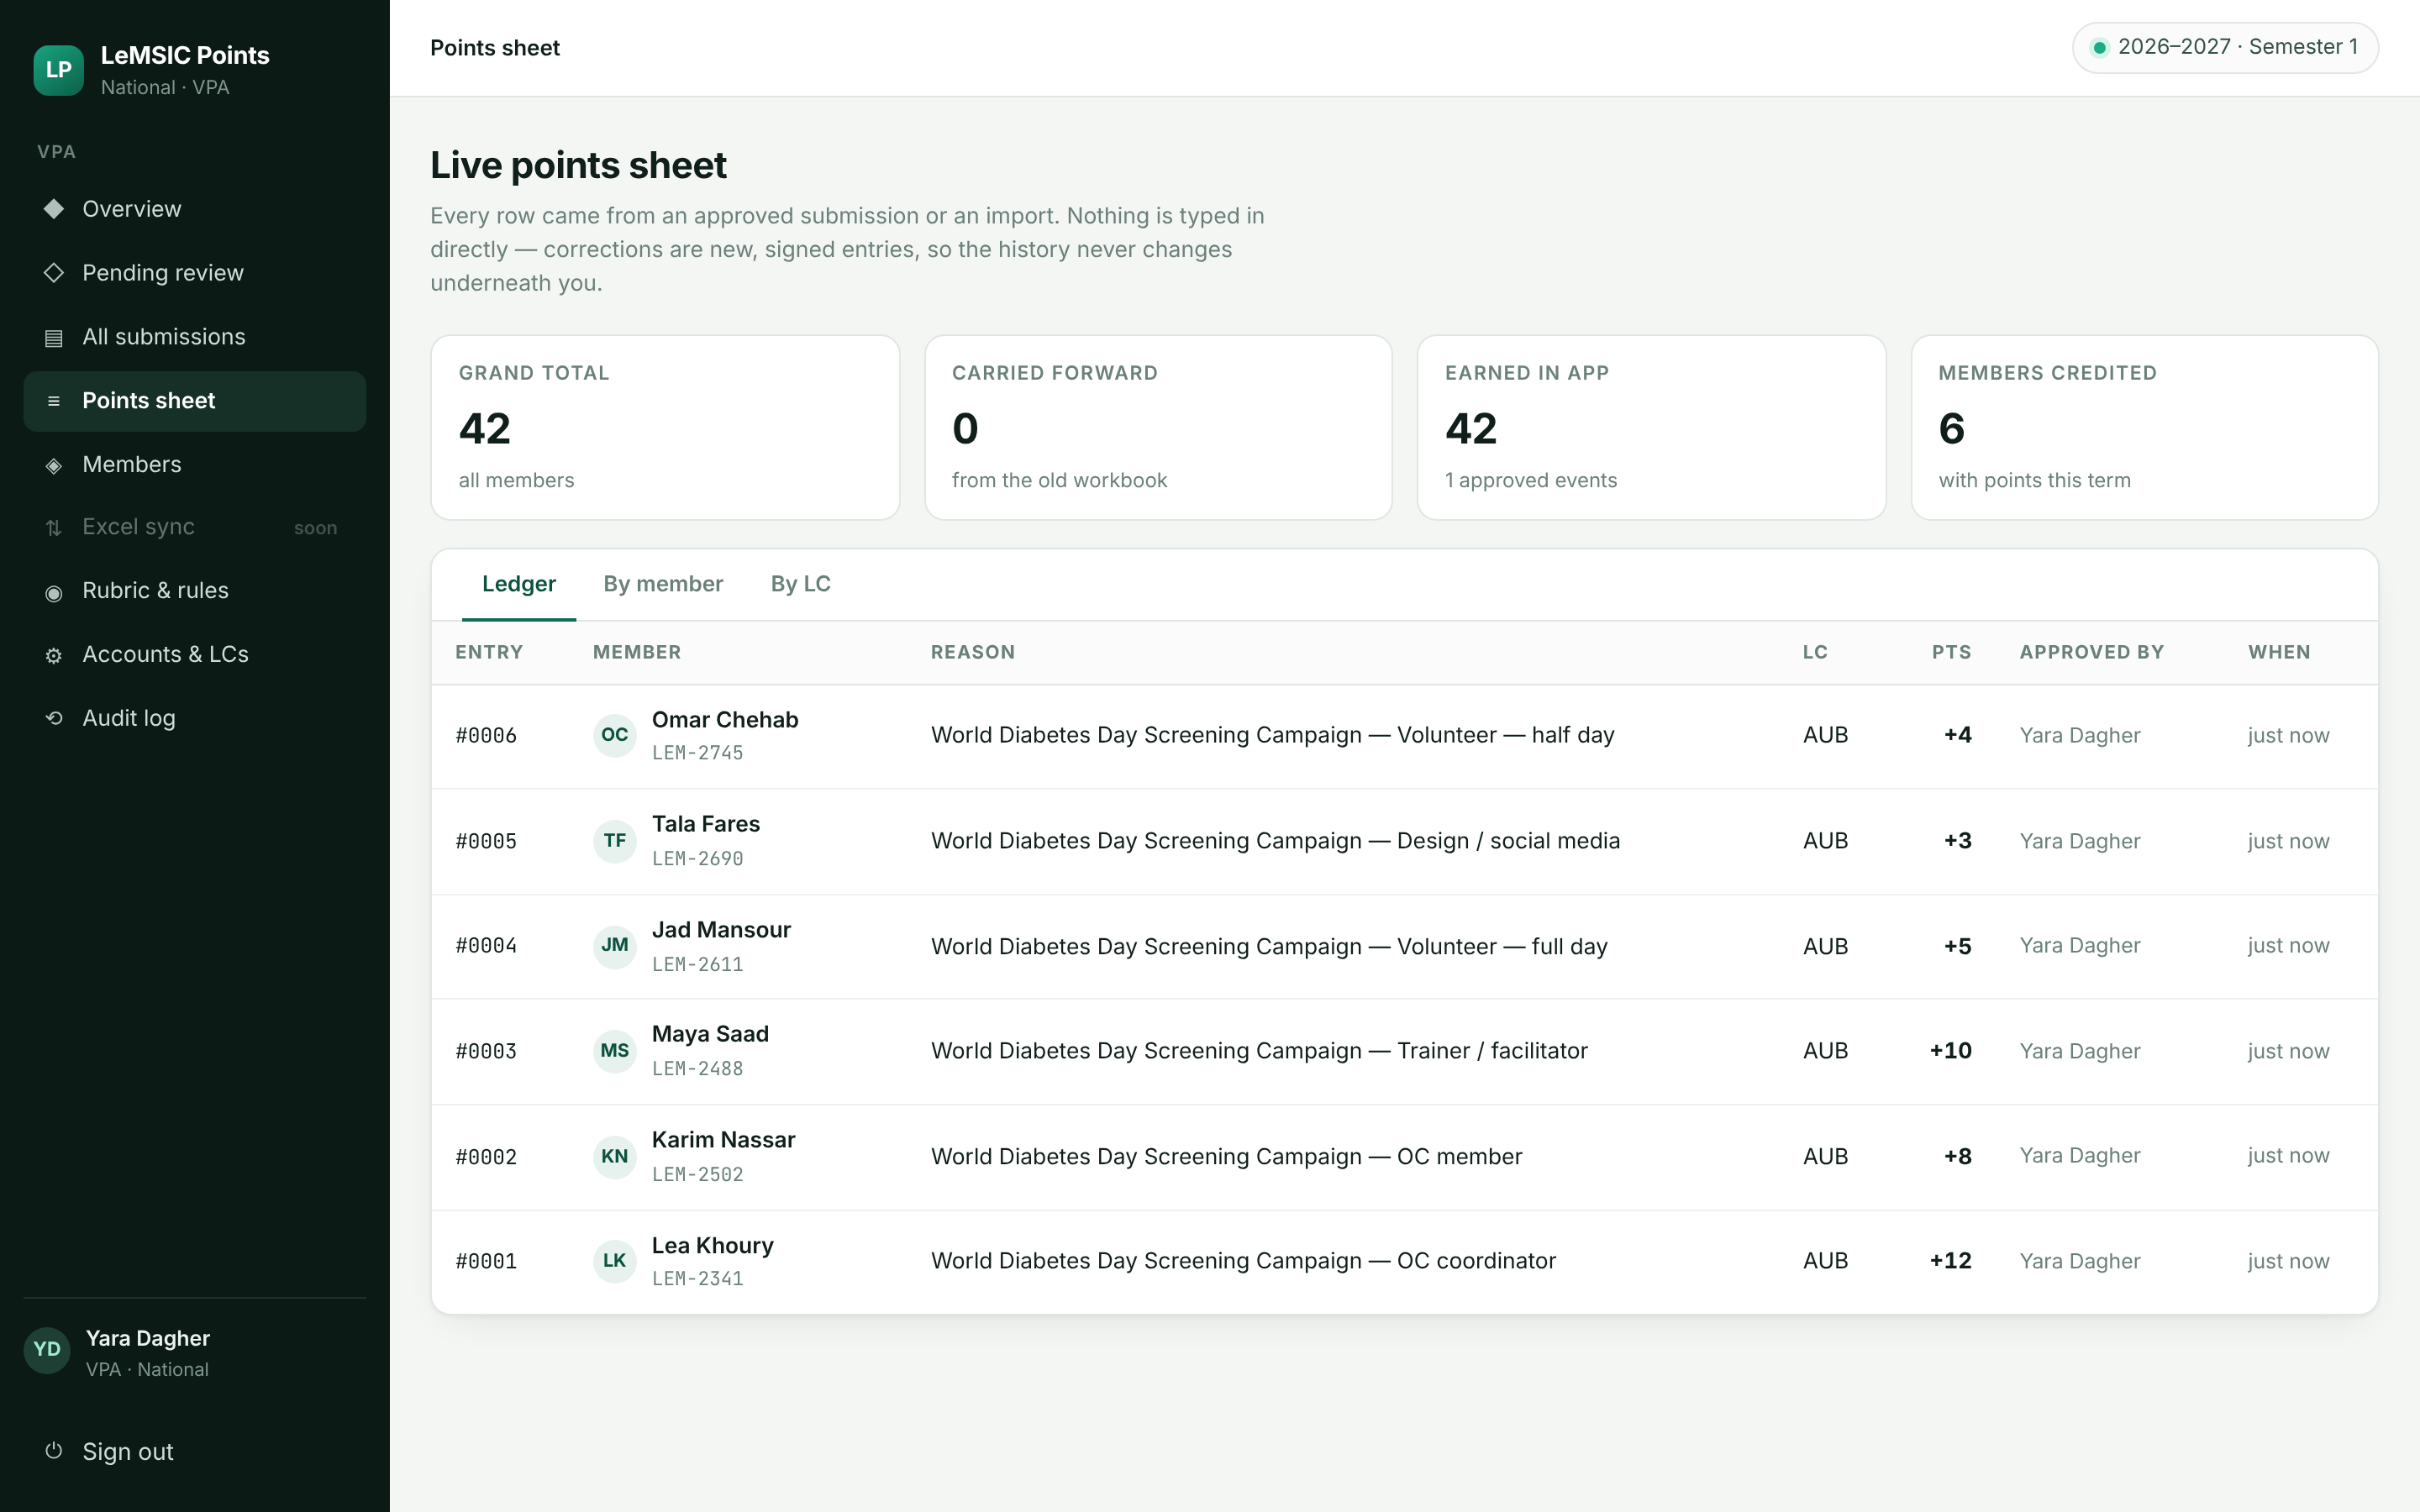 LP
LeMSIC Points
National · VPA
VPA
Overview
Pending review
All submissions
Points sheet
Members
Excel sync soon
Rubric & rules
Accounts & LCs
Audit log
YD
Yara Dagher
VPA · National
Sign out
Points sheet
2026–2027 · Semester 1
Live points sheet
Every row came from an approved submission or an import. Nothing is typed in
directly — corrections are new, signed entries, so the history never changes
underneath you.
GRAND TOTAL
42
all members
CARRIED FORWARD
0
from the old workbook
EARNED IN APP
42
1 approved events
MEMBERS CREDITED
6
with points this term
Ledger By member By LC
ENTRY MEMBER REASON LC PTS APPROVED BY WHEN
#0006 OC Omar Chehab LEM-2745 World Diabetes Day Screening Campaign — Volunteer — half day AUB +4 Yara Dagher just now
#0005 TF Tala Fares LEM-2690 World Diabetes Day Screening Campaign — Design / social media AUB +3 Yara Dagher just now
#0004 JM Jad Mansour LEM-2611 World Diabetes Day Screening Campaign — Volunteer — full day AUB +5 Yara Dagher just now
#0003 MS Maya Saad LEM-2488 World Diabetes Day Screening Campaign — Trainer / facilitator AUB +10 Yara Dagher just now
#0002 KN Karim Nassar LEM-2502 World Diabetes Day Screening Campaign — OC member AUB +8 Yara Dagher just now
#0001 LK Lea Khoury LEM-2341 World Diabetes Day Screening Campaign — OC coordinator AUB +12 Yara Dagher just now